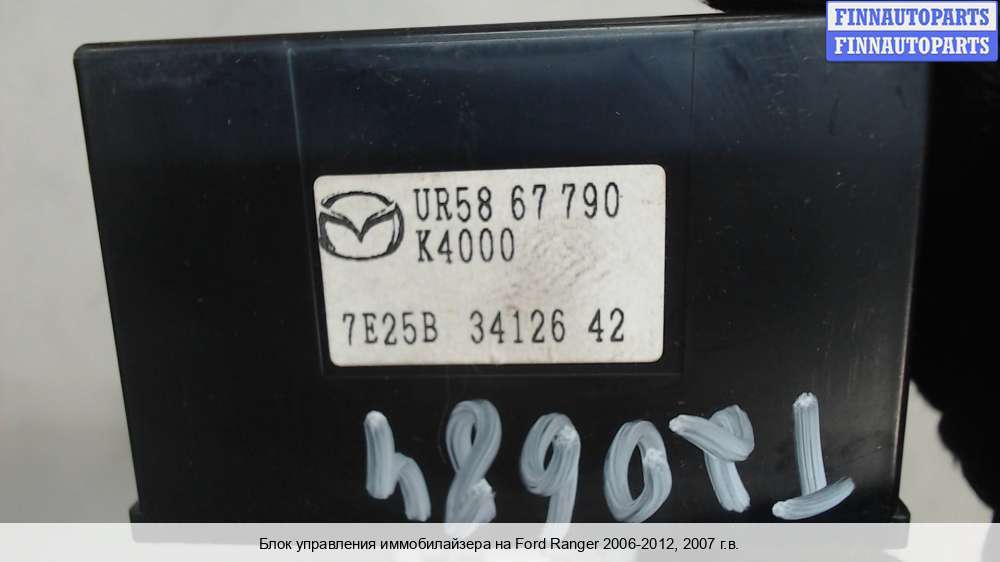 FINNAUTOPARTS
FINNAUTOPARTS
UR58 67 790
K4000
7E25B 34126 42
Блок управления иммобилайзера на Ford Ranger 2006-2012, 2007 г.в.